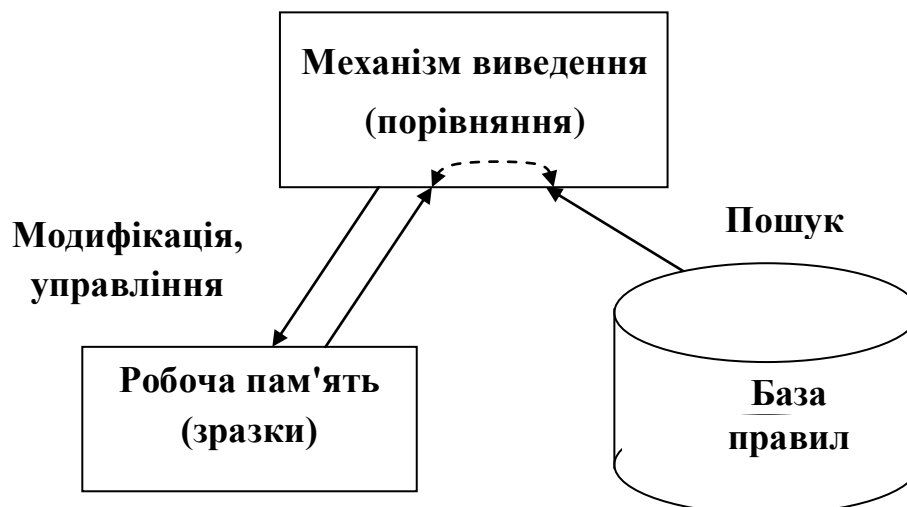 Механізм виведення
(порівняння)
Модифікація,
управління
Пошук
Робоча пам'ять
(зразки)
База
правил